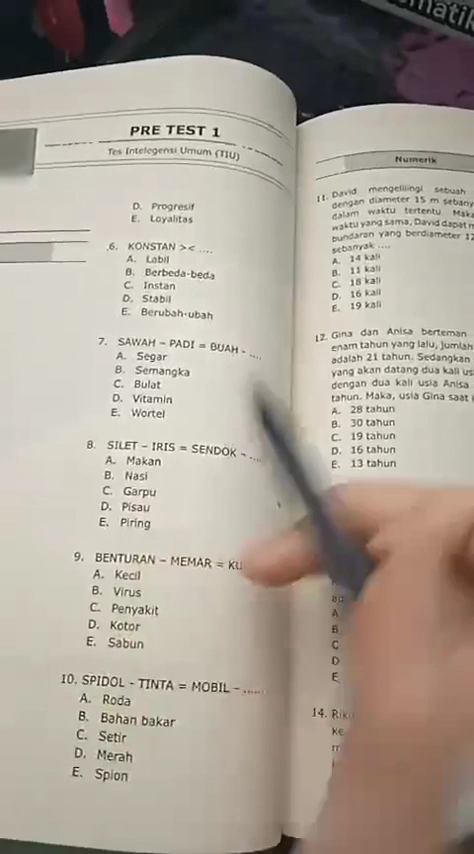 PRE TEST 1
Tes Intelegensi Umum (TIU)
D. Progresif
E. Loyalitas
6. KONSTAN >< ....
A. Labil
B. Berbeda-beda
C. Instan
D. Stabil
E. Berubah-ubah
7. SAWAH – PADI = BUAH - ....
A. Segar
B. Semangka
C. Bulat
D. Vitamin
E. Wortel
8. SILET – IRIS = SENDOK - ....
A. Makan
B. Nasi
C. Garpu
D. Pisau
E. Piring
9. BENTURAN – MEMAR =
A. Kecil
B. Virus
C. Penyakit
D. Kotor
E. Sabun
10. SPIDOL - TINTA = MOBIL - .....
A. Roda
B. Bahan bakar
C. Setir
D. Merah
E. Spion
Numerik
11. David mengelilingi sebuah
dengan diameter 15 m
dalam waktu tertentu.
waktu yang sama, David dapat
bundaran yang berdiameter
sebanyak ....
A. 14 kali
B. 11 kali
C. 18 kali
D. 16 kali
E. 19 kali
12. Gina dan Anisa berteman
enam tahun yang lalu, jumlah
adalah 21 tahun. Sedangkan
yang akan datang dua kali
dengan dua kali usia Anisa
tahun. Maka, usia Gina saat
A. 28 tahun
B. 30 tahun
C. 19 tahun
D. 16 tahun
E. 13 tahun
A
B
C
D
E
14.